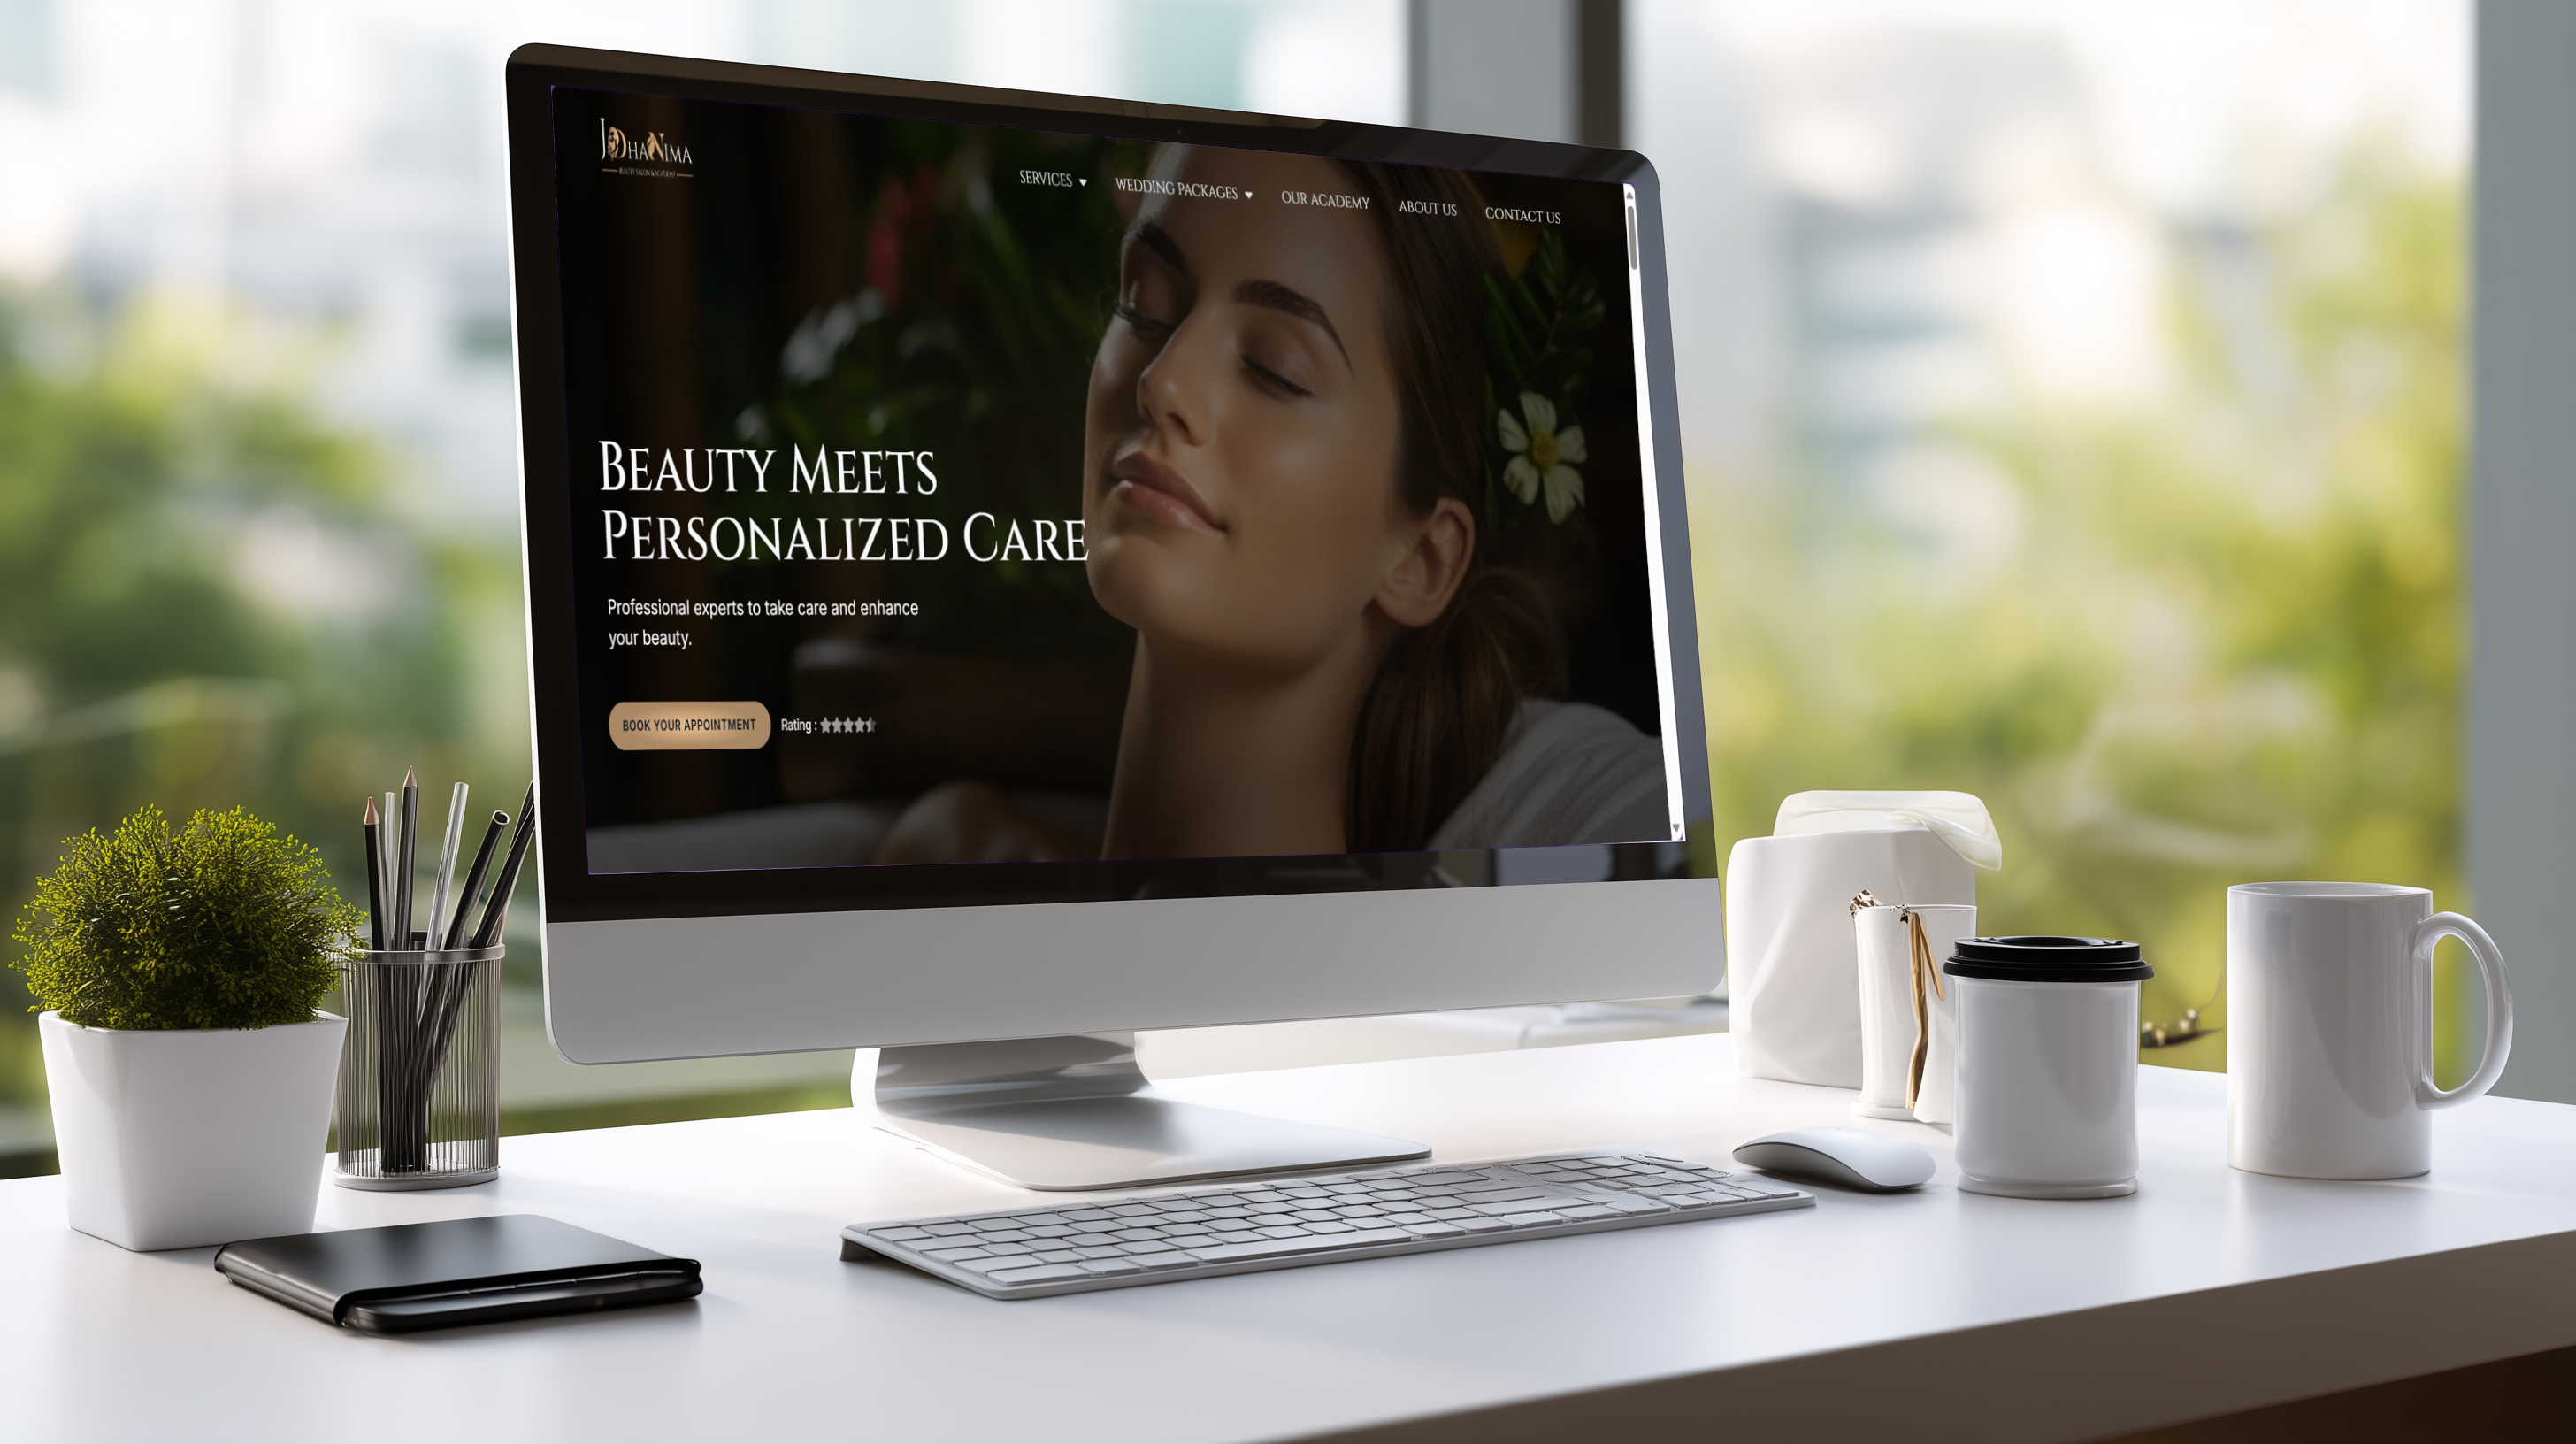 JODHANIMA
BEAUTY SALON & ACADEMY
SERVICES
WEDDING PACKAGES
OUR ACADEMY
ABOUT US
CONTACT US
BEAUTY MEETS
PERSONALIZED CARE
Professional experts to take care and enhance
your beauty.
BOOK YOUR APPOINTMENT
Rating :